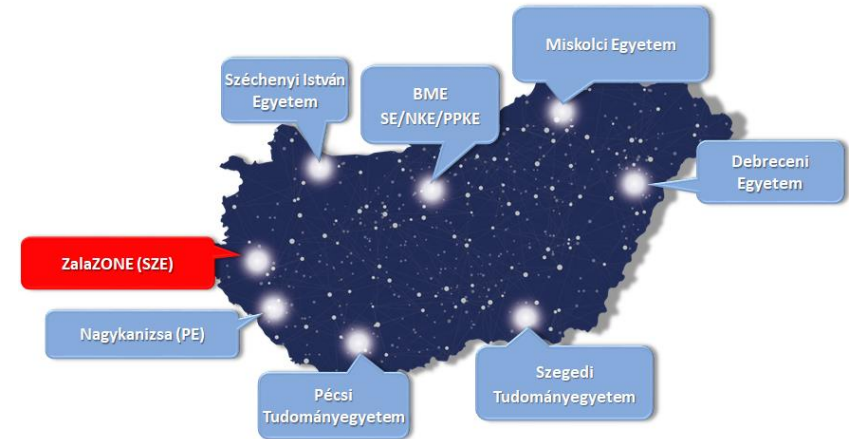 Miskolci Egyetem
Széchenyi István
Egyetem
BME
SE/NKE/PPKE
Debreceni
Egyetem
ZalaZONE (SZE)
Nagykanizsa (PE)
Pécsi
Tudományegyetem
Szegedi
Tudományegyetem